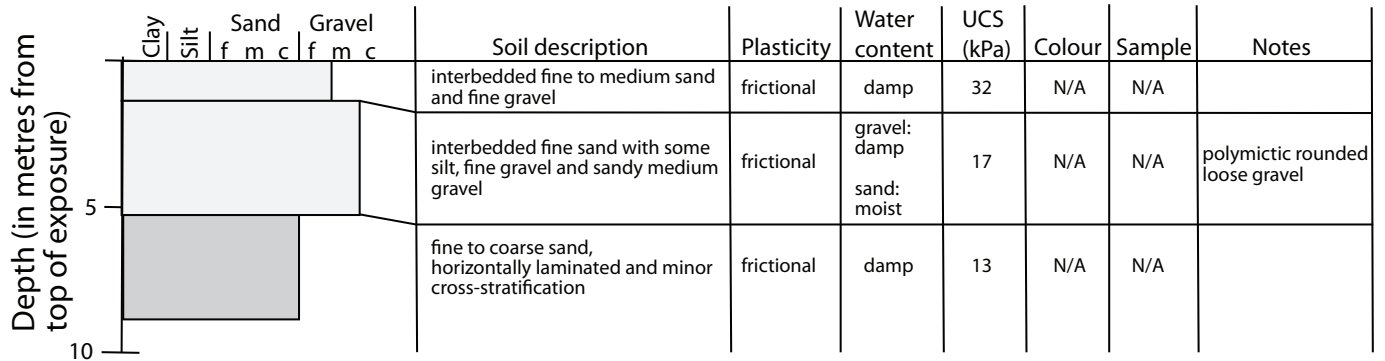 Depth (in metres from
top of exposure)
Clay
Silt
Sand
f m c
Gravel
f m c
Soil description
Plasticity
Water
content
UCS
(kPa)
Colour
Sample
Notes
interbedded fine to medium sand
and fine gravel
frictional
damp
32
N/A
N/A
interbedded fine sand with some
silt, fine gravel and sandy medium
gravel
frictional
gravel:
damp
sand:
moist
17
N/A
N/A
polymictic rounded
loose gravel
5
fine to coarse sand,
horizontally laminated and minor
cross-stratification
frictional
damp
13
N/A
N/A
10